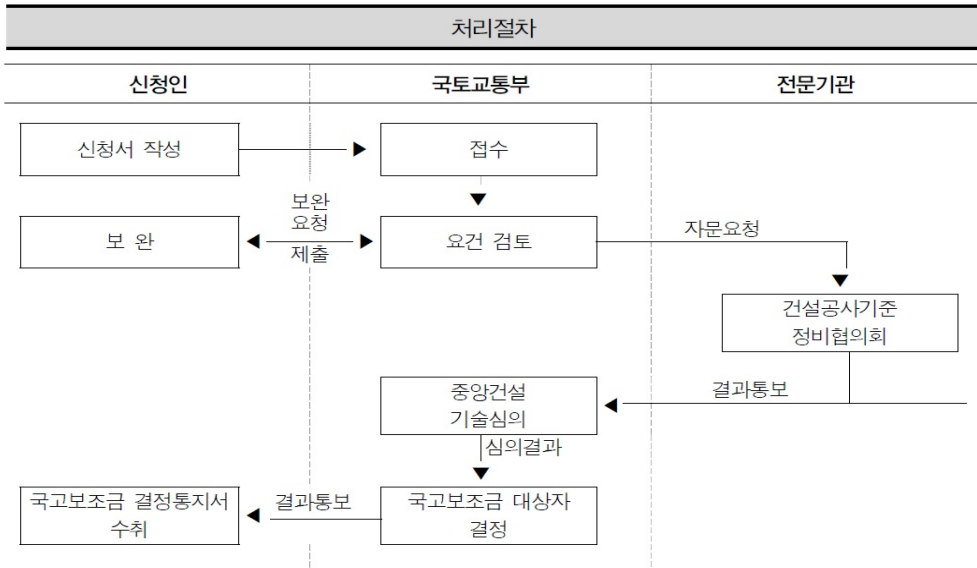 처리절차
신청인
국토교통부
전문기관
신청서 작성
접수
보완
요청
제출
보 완
요건 검토
자문요청
건설공사기준
정비협의회
결과통보
중앙건설
기술심의
심의결과
국고보조금 결정통지서
수취
결과통보
국고보조금 대상자
결정